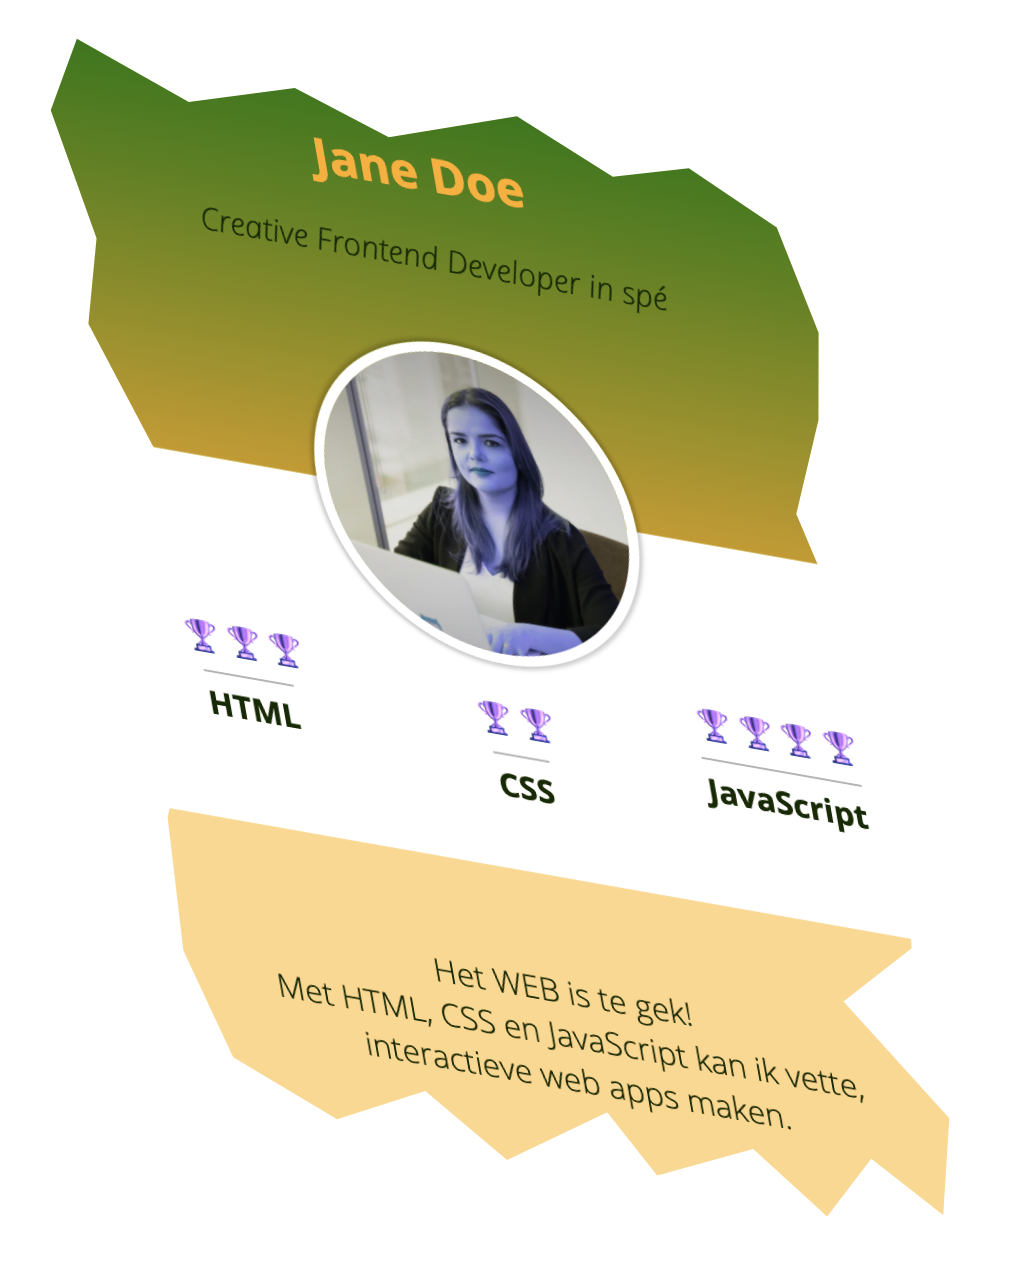 Jane Doe
Creative Frontend Developer in spé
HTML
CSS
JavaScript
Het WEB is te gek!
Met HTML, CSS en JavaScript kan ik vette,
interactieve web apps maken.